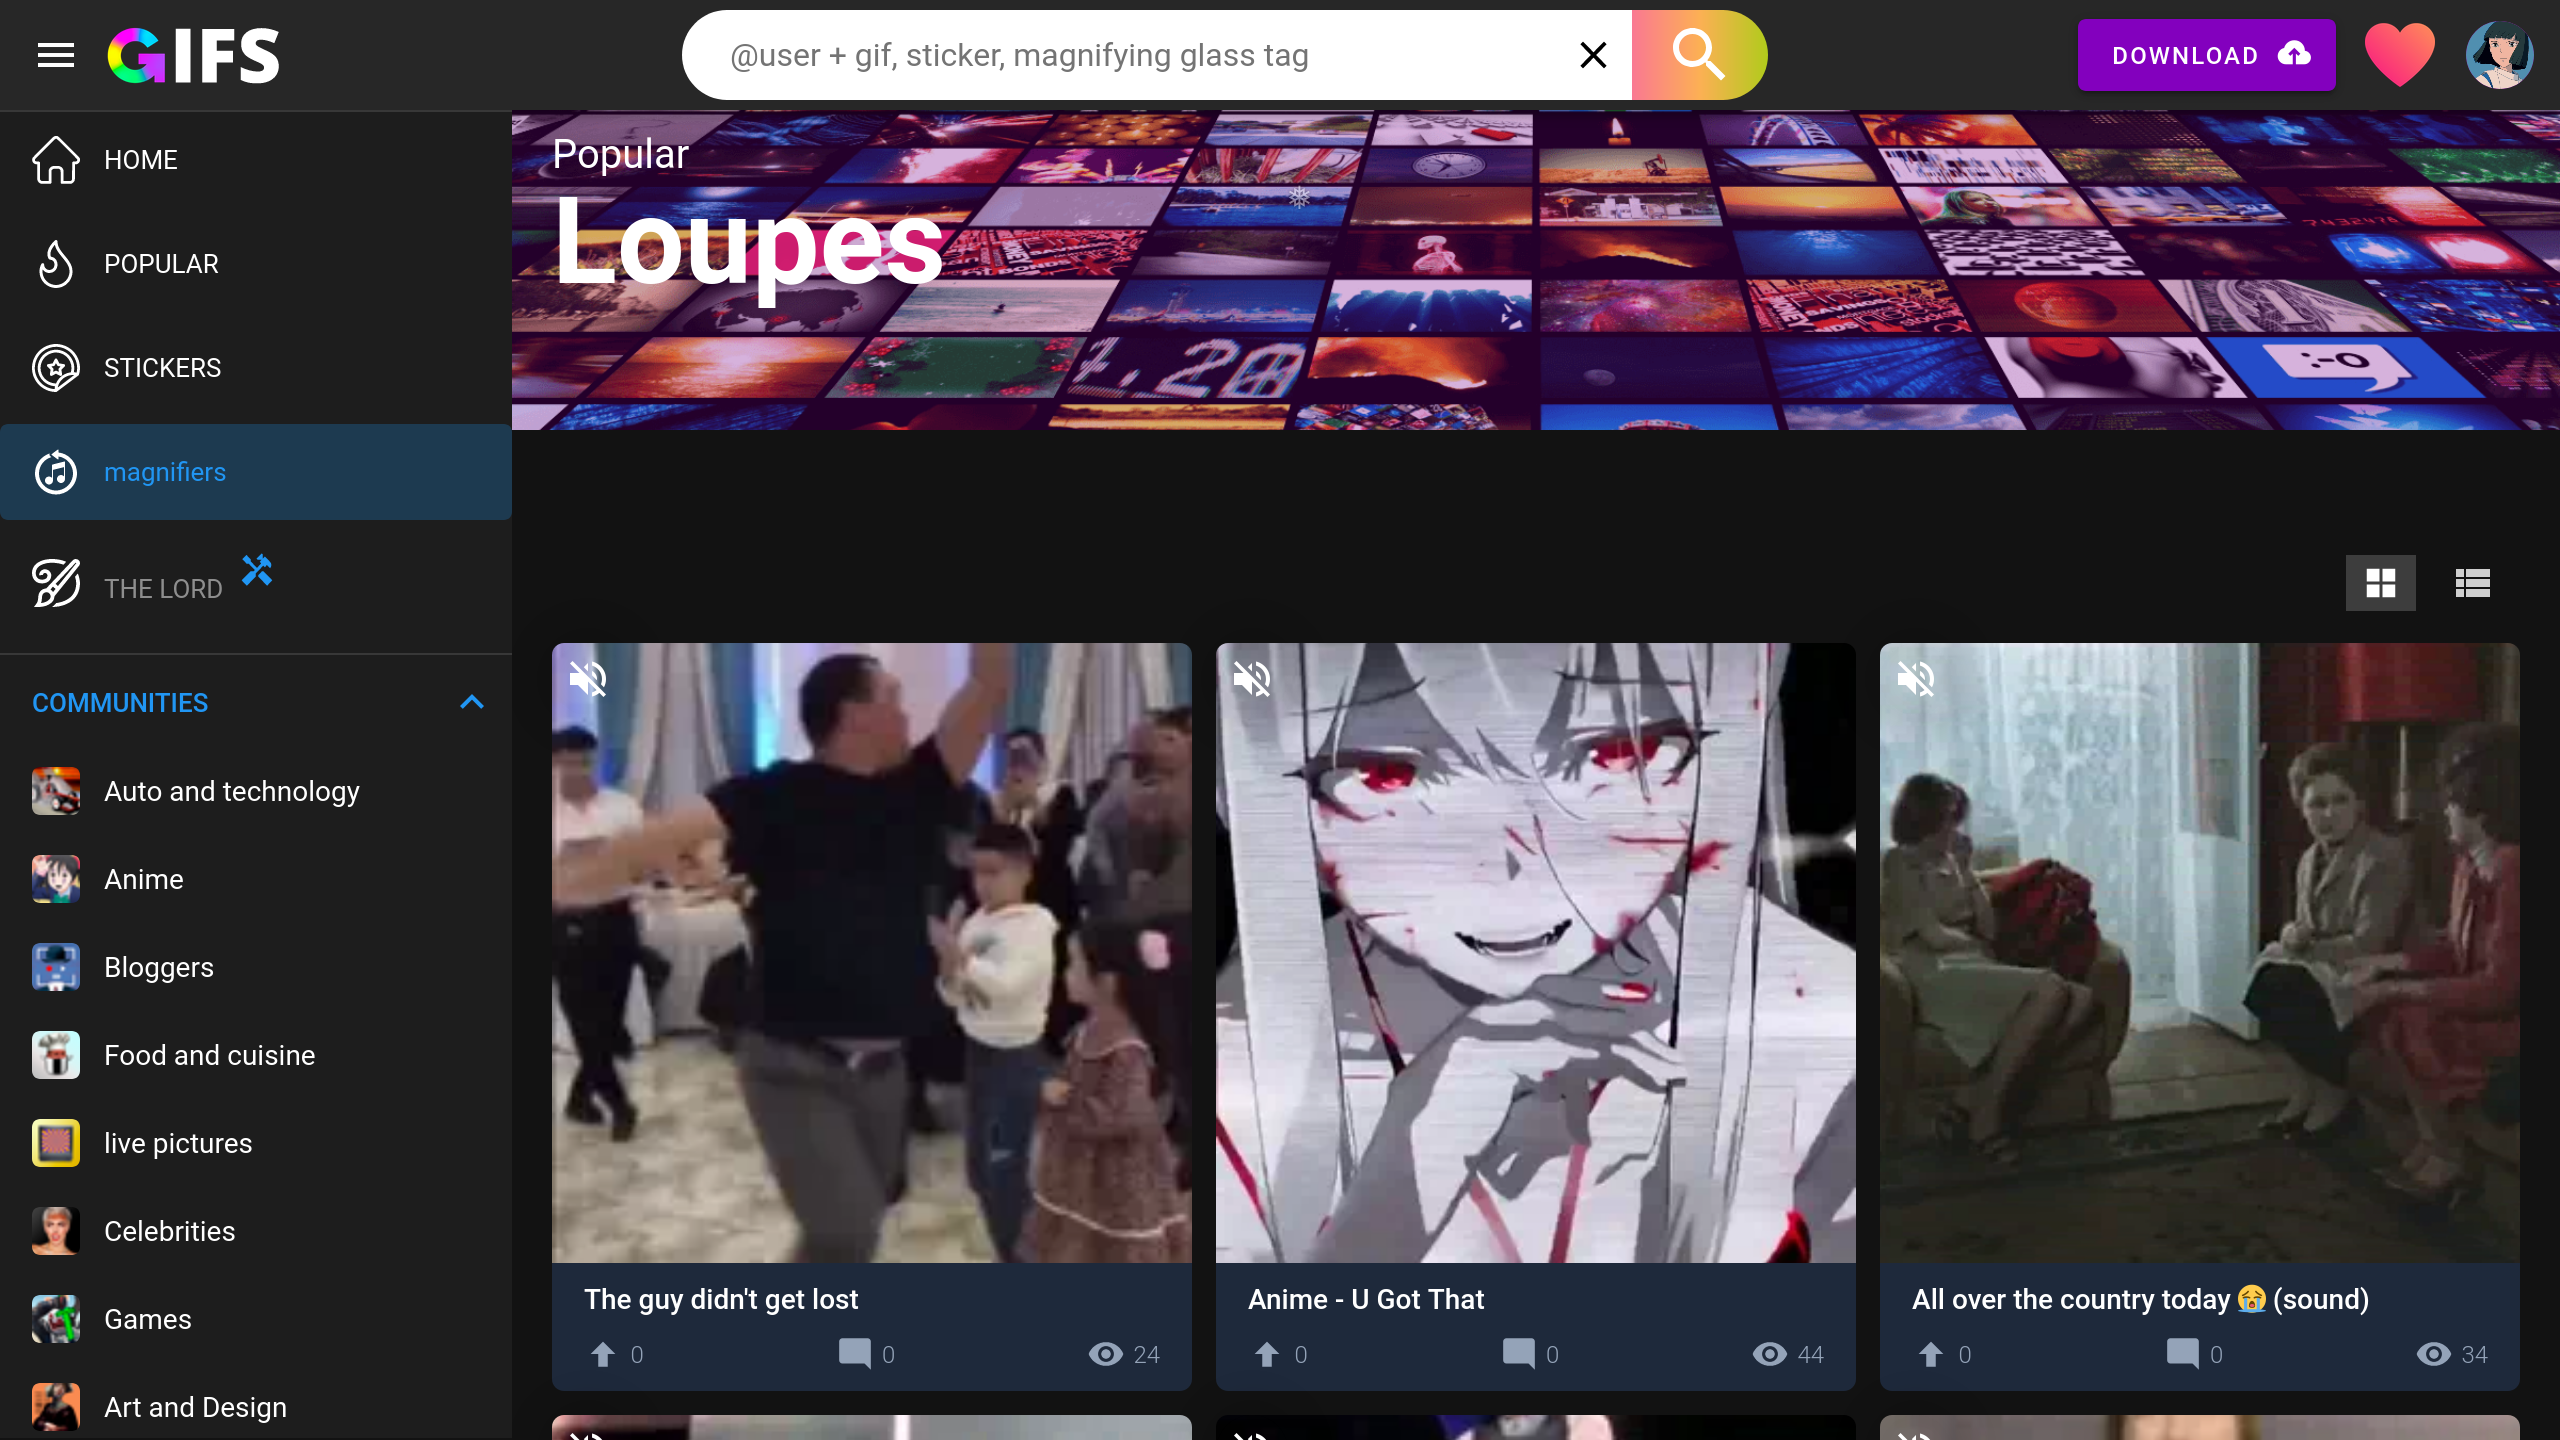 GIFS
@user + gif, sticker, magnifying glass tag
DOWNLOAD
HOME
POPULAR
STICKERS
magnifiers
THE LORD
COMMUNITIES
Auto and technology
Anime
Bloggers
Food and cuisine
live pictures
Celebrities
Games
Art and Design
Popular
Loupes
The guy didn't get lost
0 0 24
Anime - U Got That
0 0 44
All over the country today 😭 (sound)
0 0 34